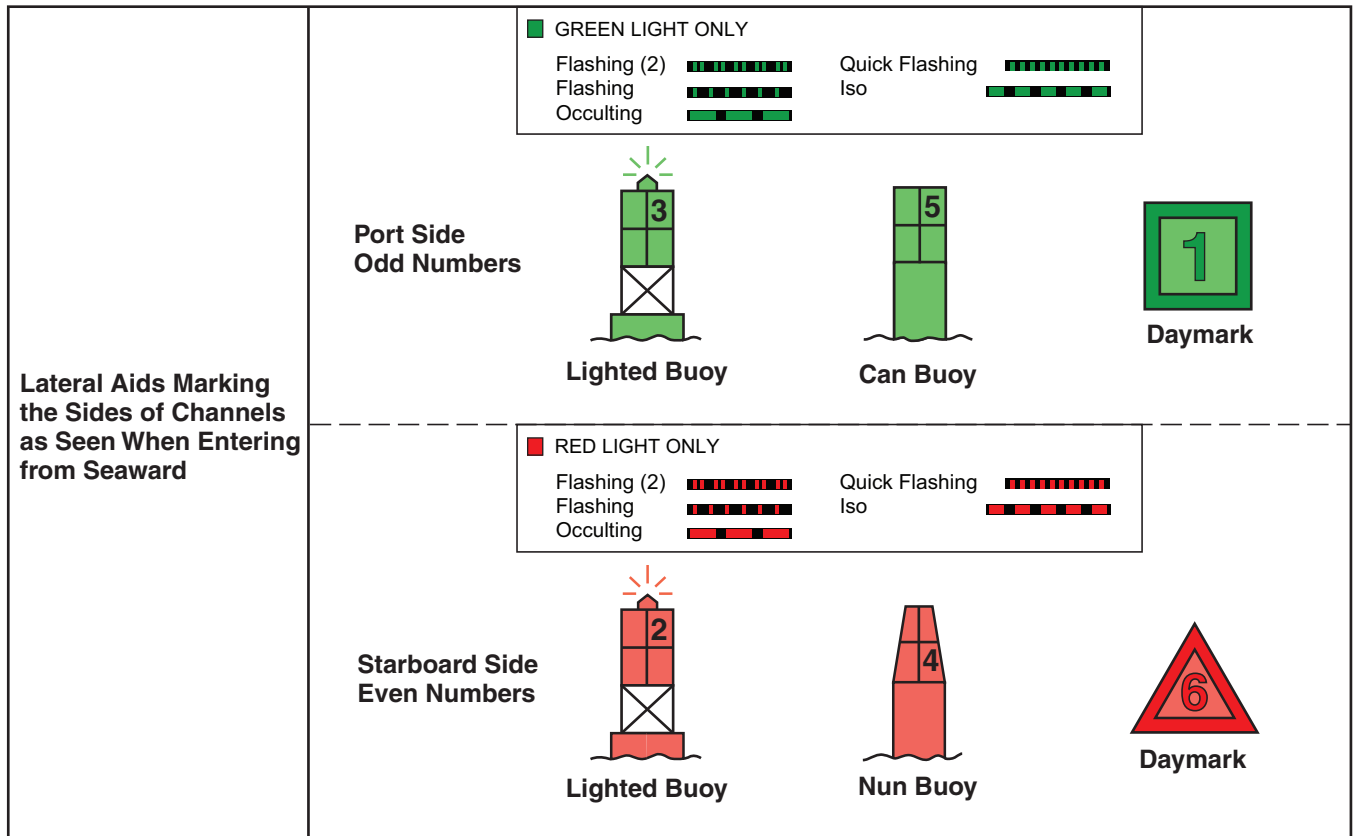 Lateral Aids Marking
the Sides of Channels
as Seen When Entering
from Seaward
GREEN LIGHT ONLY
Flashing (2)
Flashing
Occulting
Quick Flashing
Iso
Port Side
Odd Numbers
3
5
1
Lighted Buoy
Can Buoy
Daymark
RED LIGHT ONLY
Flashing (2)
Flashing
Occulting
Quick Flashing
Iso
Starboard Side
Even Numbers
2
4
6
Lighted Buoy
Nun Buoy
Daymark